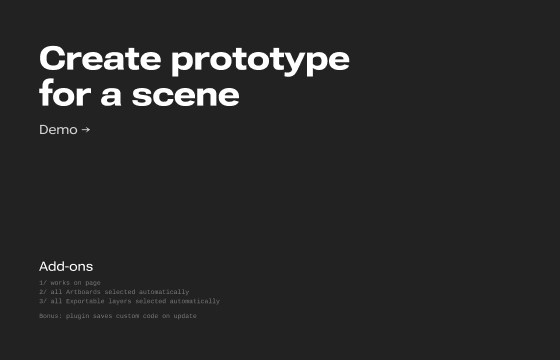 Create prototype
for a scene
Demo →
Add-ons
1/ works on page
2/ all Artboards selected automatically
3/ all Exportable layers selected automatically
Bonus: plugin saves custom code on update